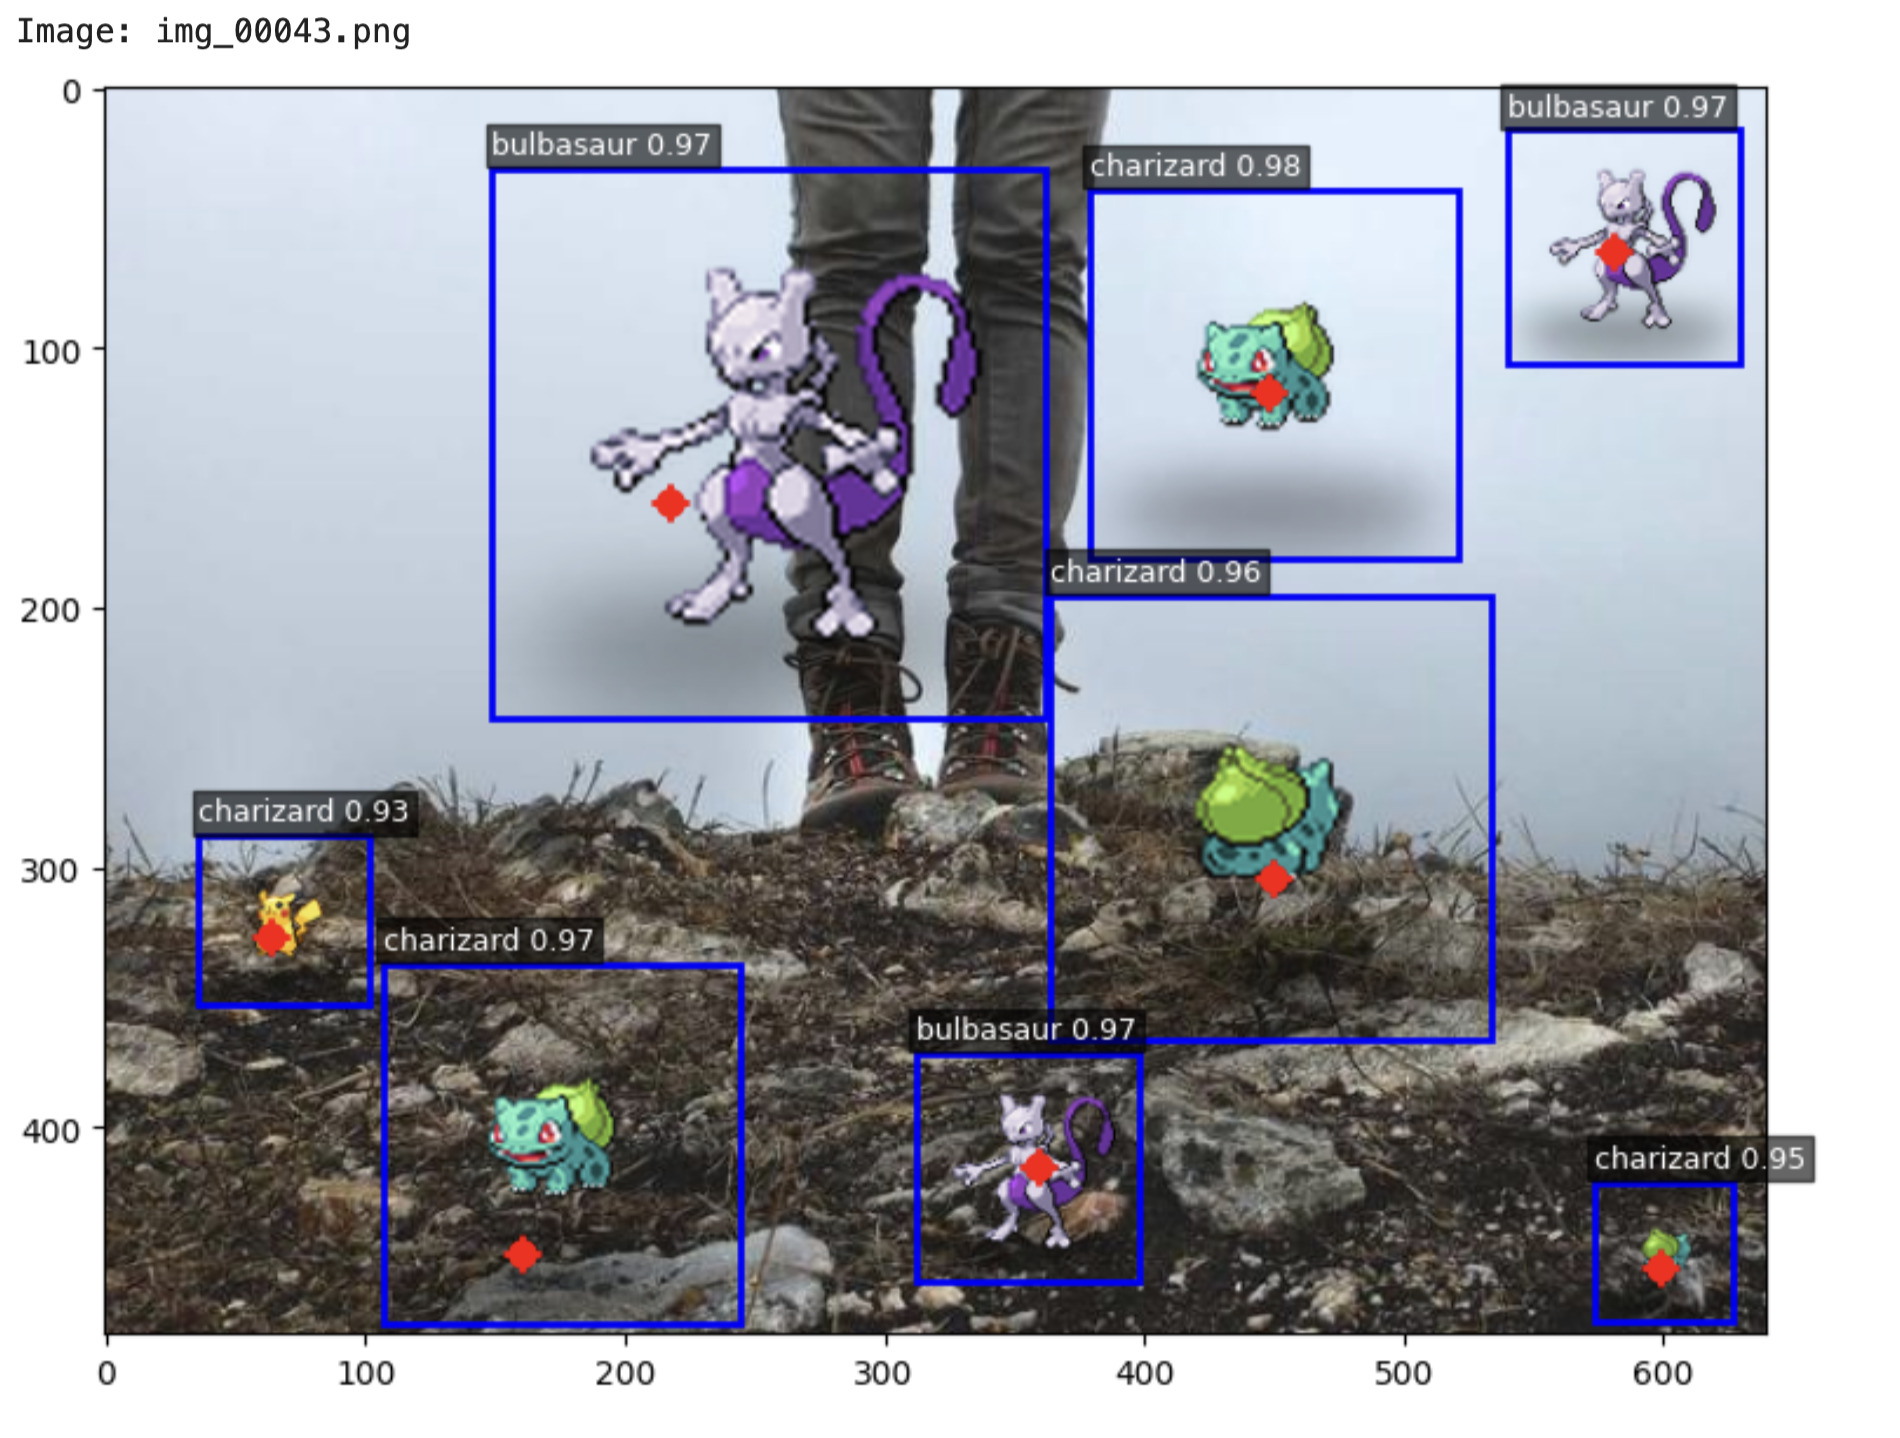 Image: img_00043.png
0
bulbasaur 0.97
bulbasaur 0.97
charizard 0.98
100
charizard 0.96
200
charizard 0.93
300
charizard 0.97
bulbasaur 0.97
400
charizard 0.95
0 100 200 300 400 500 600